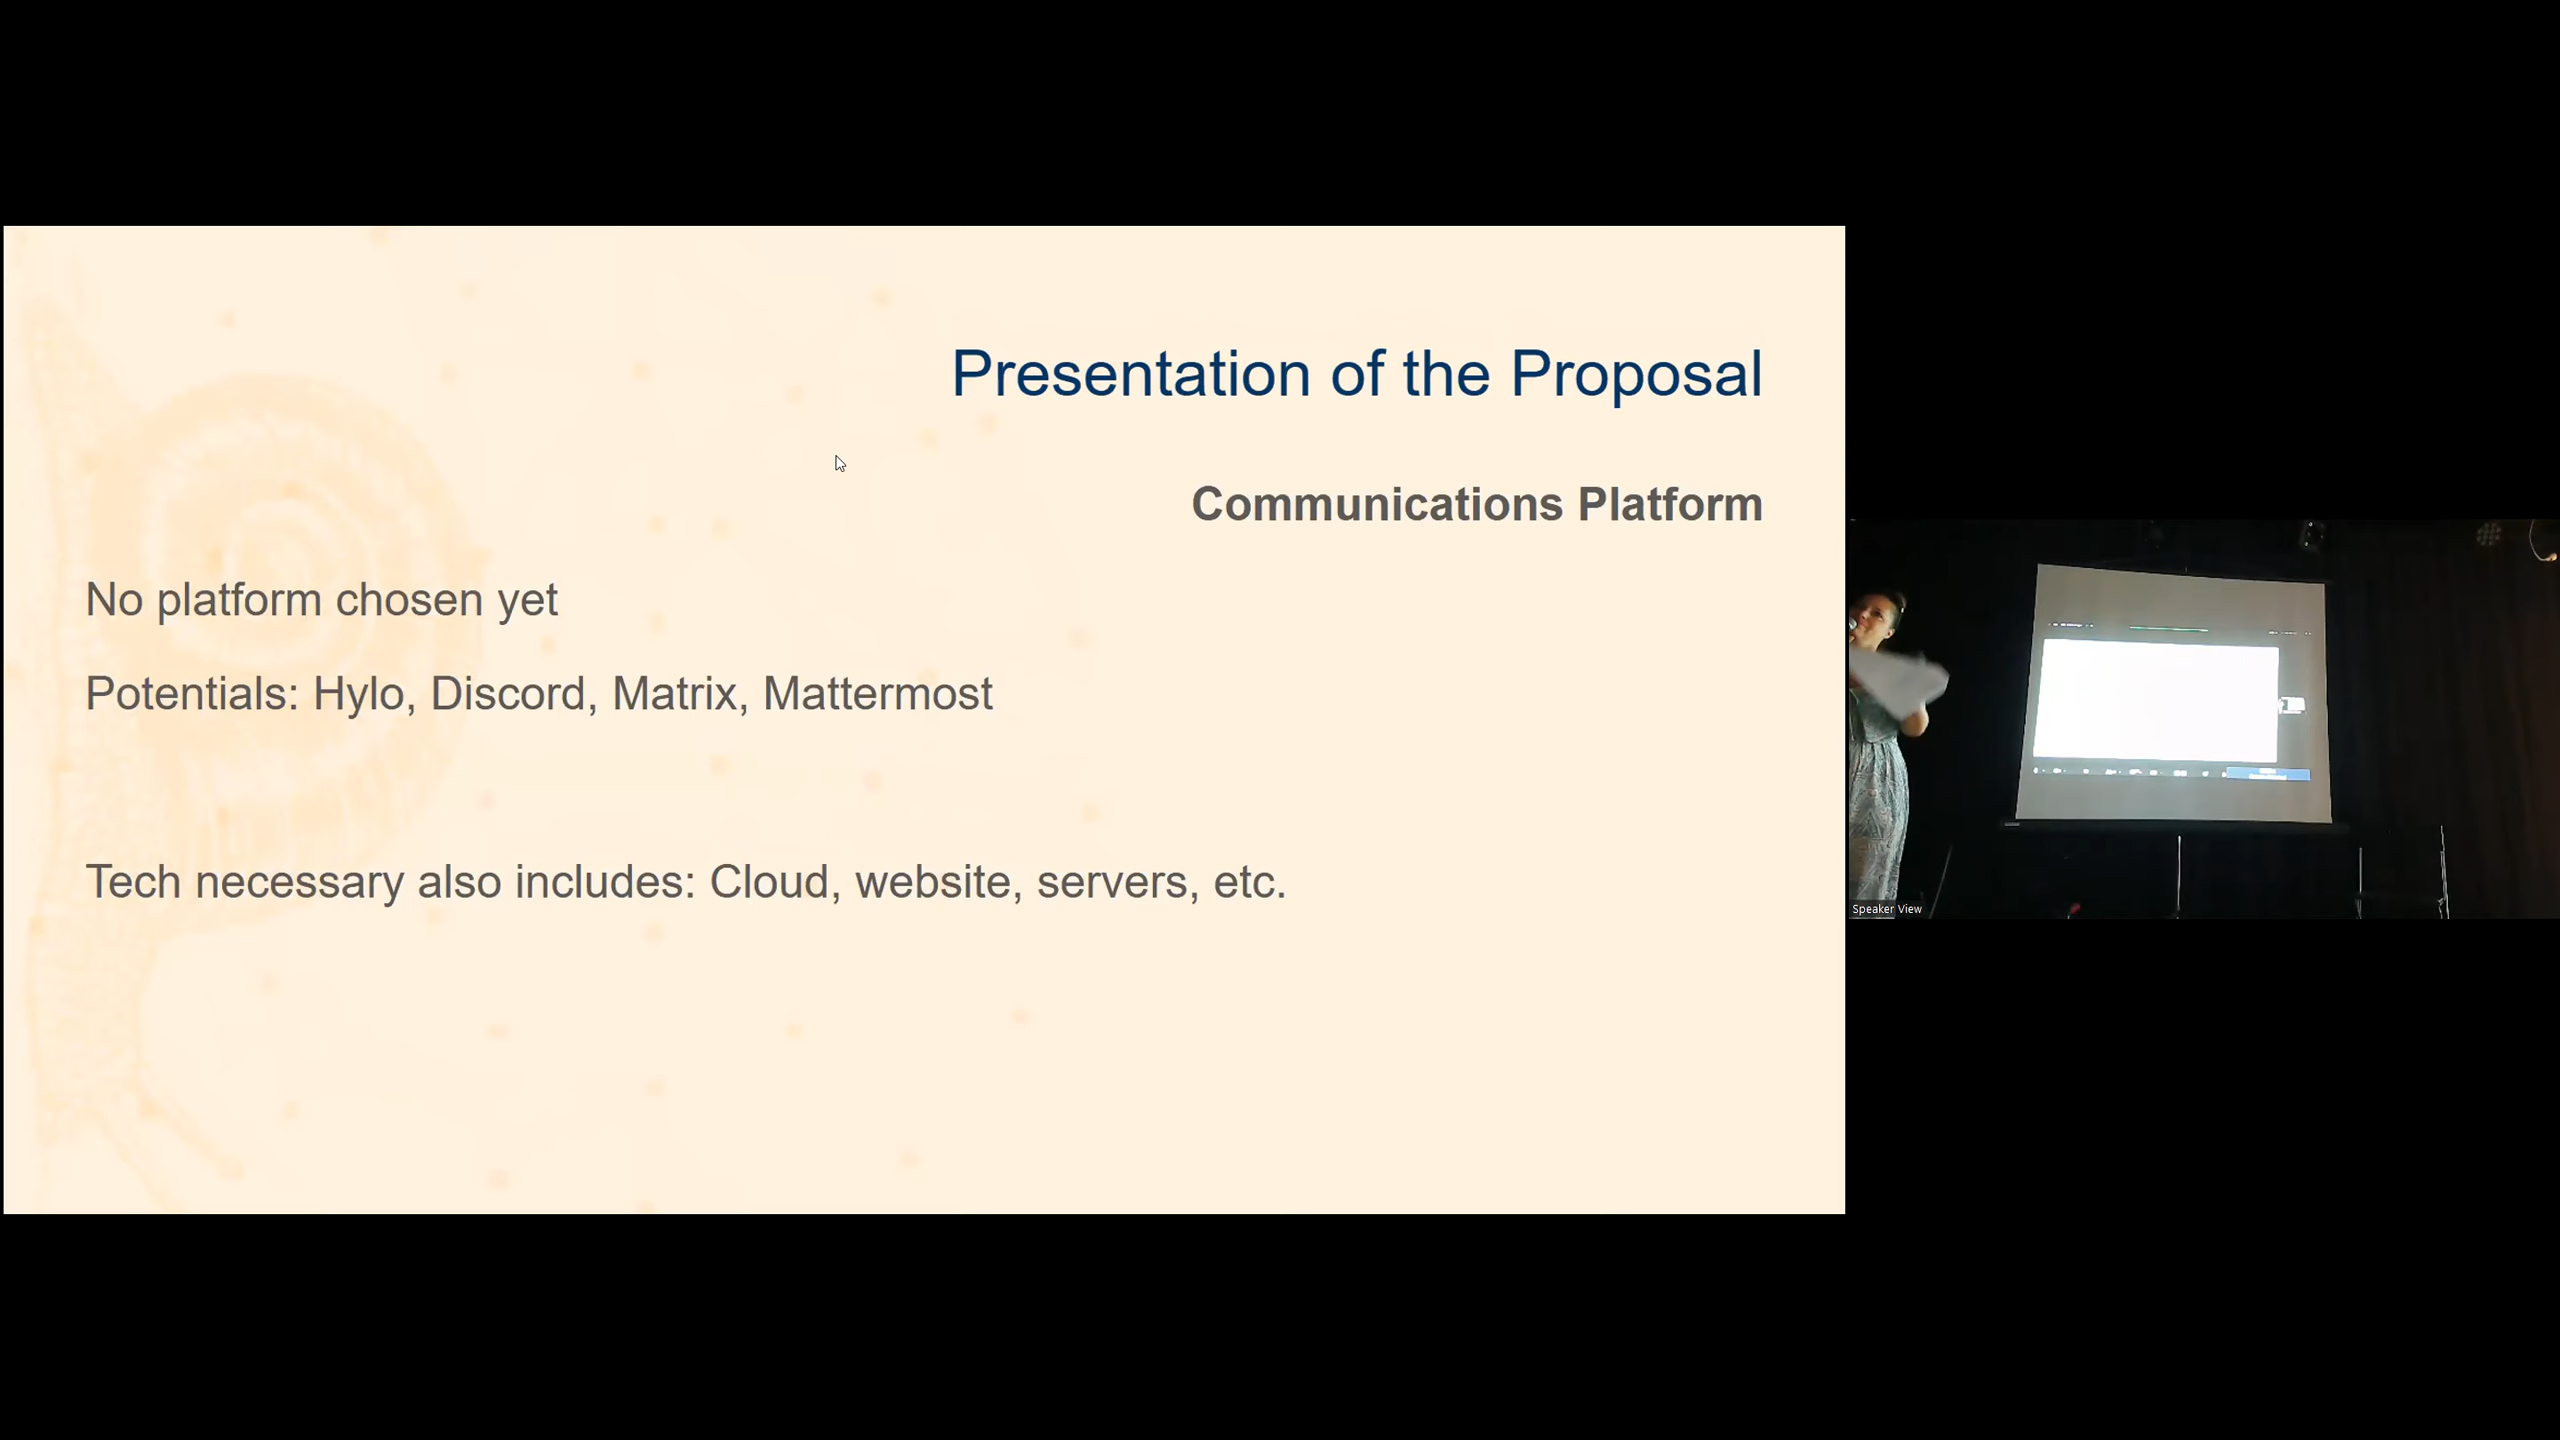 Presentation of the Proposal
Communications Platform
No platform chosen yet
Potentials: Hylo, Discord, Matrix, Mattermost
Tech necessary also includes: Cloud, website, servers, etc.
Speaker View